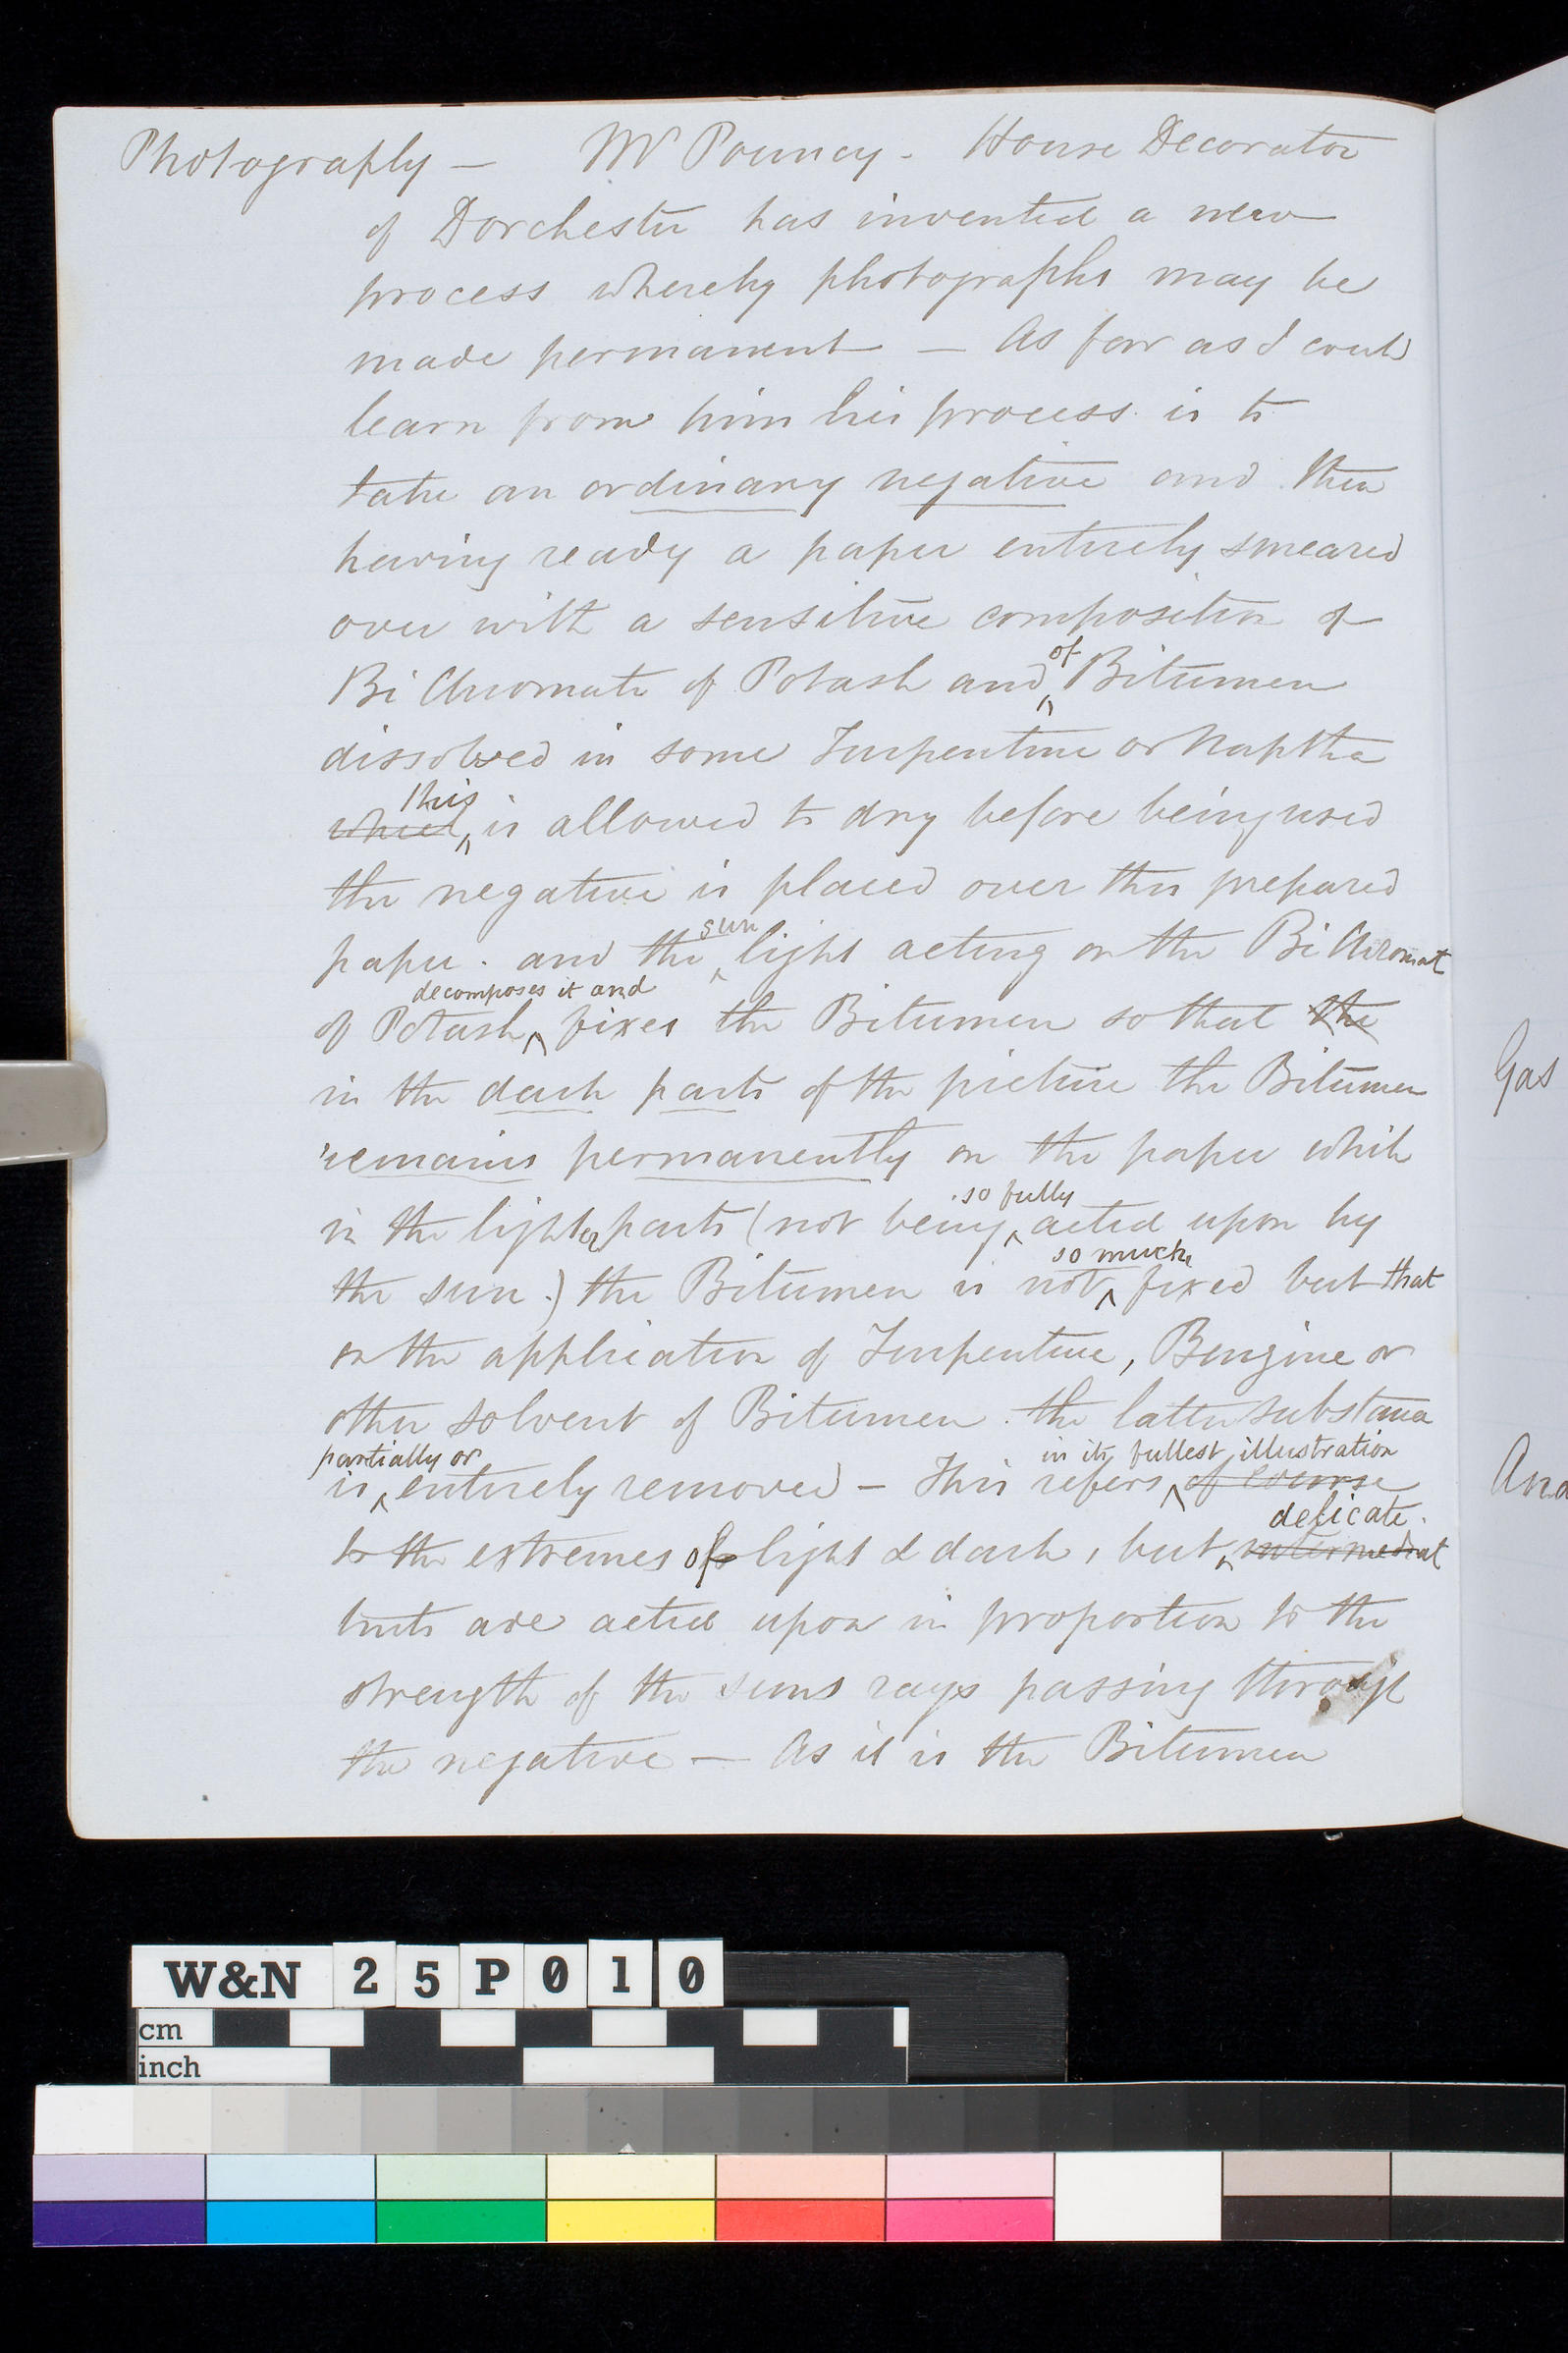 Photography — Mr Pouncy - House Decorator
of Dorchester has invented a new
process whereby photographs may be
made permanent — As far as I could
learn from him his process is to
take an ordinary negative and then
having ready a paper entirely smeared
over with a sensitive composition of
of
Bi Chromate of Potash and Bitumen
dissolved in some Turpentine or Naptha
this
which is allowed to dry before being used
the negative is placed over this prepared
sun
paper. and the light acting on the Bi Chromat
decomposes it and
of Potash fixes the Bitumen so that the
in the dark parts of the picture the Bitumen
remains permanently on the paper while
so fully
in the lighter parts (not being acted upon by
so much
the sun.) the Bitumen is not fixed but that
on the application of Turpentine, Benzine or
other solvent of Bitumen the latter substance
partially or in its fullest illustration
is entirely removed — This refers of course
delicate.
to the extremes of light & dark, but intermediat
tints are acted upon in proportion to the
strength of the suns rays passing through
the negative — As it is the Bitumen
Gas
Ana
W&N 25P010
cm
inch